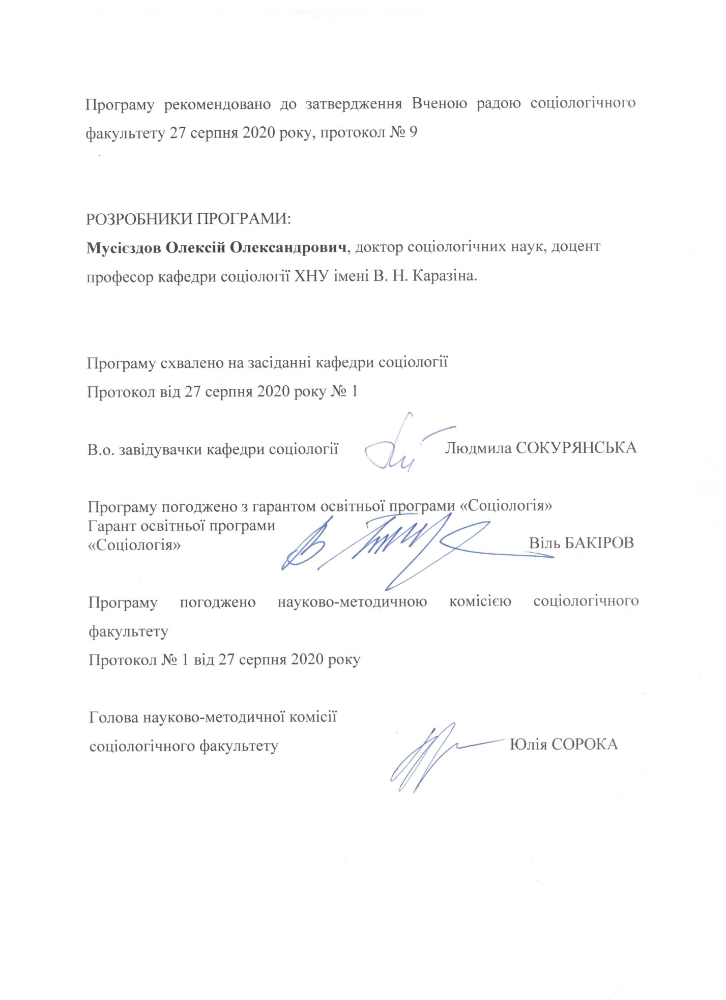 Програму рекомендовано до затвердження Вченою радою соціологічного
факультету 27 серпня 2020 року, протокол № 9
РОЗРОБНИКИ ПРОГРАМИ:
Мусієздов Олексій Олександрович, доктор соціологічних наук, доцент
професор кафедри соціології ХНУ імені В. Н. Каразіна.
Програму схвалено на засіданні кафедри соціології
Протокол від 27 серпня 2020 року № 1
В.о. завідувачки кафедри соціології Людмила СОКУРЯНСЬКА
Програму погоджено з гарантом освітньої програми «Соціологія»
Гарант освітньої програми
«Соціологія» Віль БАКІРОВ
Програму погоджено науково-методичною комісією соціологічного
факультету
Протокол № 1 від 27 серпня 2020 року
Голова науково-методичної комісії
соціологічного факультету Юлія СОРОКА